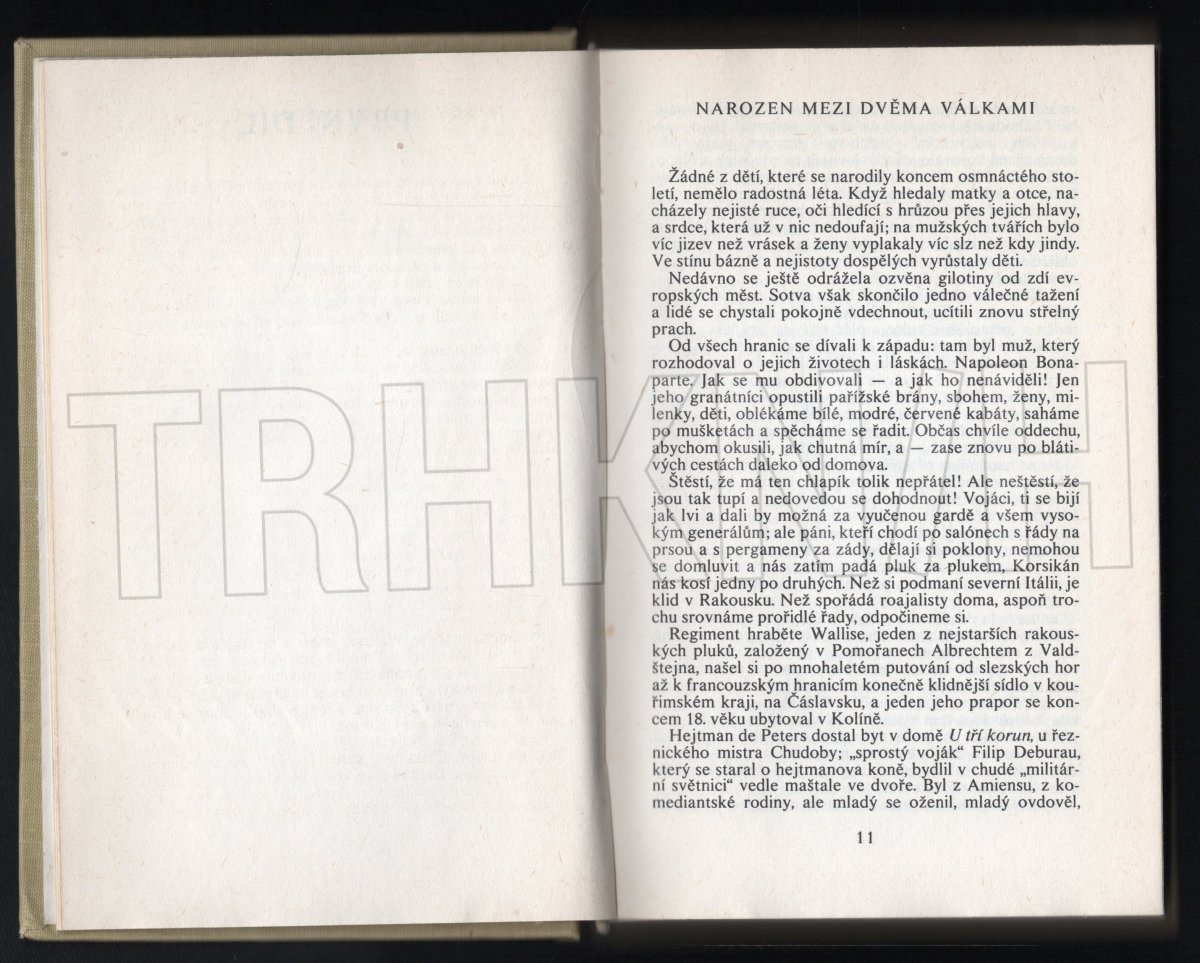 NAROZEN MEZI DVĚMA VÁLKAMI
Žádné z dětí, které se narodily koncem osmnáctého sto-
letí, nemělo radostná léta. Když hledaly matky a otce, na-
cházely nejisté ruce, oči hledící s hrůzou přes jejich hlavy,
a srdce, která už v nic nedoufají; na mužských tvářích bylo
víc jizev než vrásek a ženy vyplakaly víc slz než kdy jindy.
Ve stínu bázně a nejistoty dospělých vyrůstaly děti.
Nedávno se ještě odrážela ozvěna gilotiny od zdí ev-
ropských měst. Sotva však skončilo jedno válečné tažení
a lidé se chystali pokojně vdechnout, ucítili znovu střelný
prach.
Od všech hranic se dívali k západu: tam byl muž, který
rozhodoval o jejich životech i láskách. Napoleon Bona-
parte. Jak se mu obdivovali — a jak ho nenáviděli! Jen
jeho granátníci opustili pařížské brány, sbohem, ženy, mi-
lenky, děti, oblékáme bílé, modré, červené kabáty, saháme
po mušketách a spěcháme se řadit. Občas chvíle oddechu,
abychom okusili, jak chutná mír, a — zase znovu po bláti-
vých cestách daleko od domova.
Štěstí, že má ten chlapík tolik nepřátel! Ale neštěstí, že
jsou tak tupí a nedovedou se dohodnout! Vojáci, ti se bijí
jak lvi a dali by možná za vyučenou gardě a všem vyso-
kým generálům; ale páni, kteří chodí po salónech s řády na
prsou a s pergameny za zády, dělají si poklony, nemohou
se domluvit a nás zatím padá pluk za plukem, Korsikán
nás kosí jedny po druhých. Než si podmaní severní Itálii, je
klid v Rakousku. Než spořádá roajalisty doma, aspoň tro-
chu srovnáme prořidlé řady, odpočineme si.
Regiment hraběte Wallise, jeden z nejstarších rakous-
kých pluků, založený v Pomořanech Albrechtem z Vald-
štejna, našel si po mnohaletém putování od slezských hor
až k francouzským hranicím konečně klidnější sídlo v kou-
řimském kraji, na Čáslavsku, a jeden jeho prapor se kon-
cem 18. věku ubytoval v Kolíně.
Hejtman de Peters dostal byt v domě U tří korun, u řez-
nického mistra Chudoby; „sprostý voják“ Filip Deburau,
který se staral o hejtmanova koně, bydlil v chudé „militár-
ní světnici“ vedle maštale ve dvoře. Byl z Amiensu, z ko-
mediantské rodiny, ale mladý se oženil, mladý ovdověl,
11
TRHKNIH